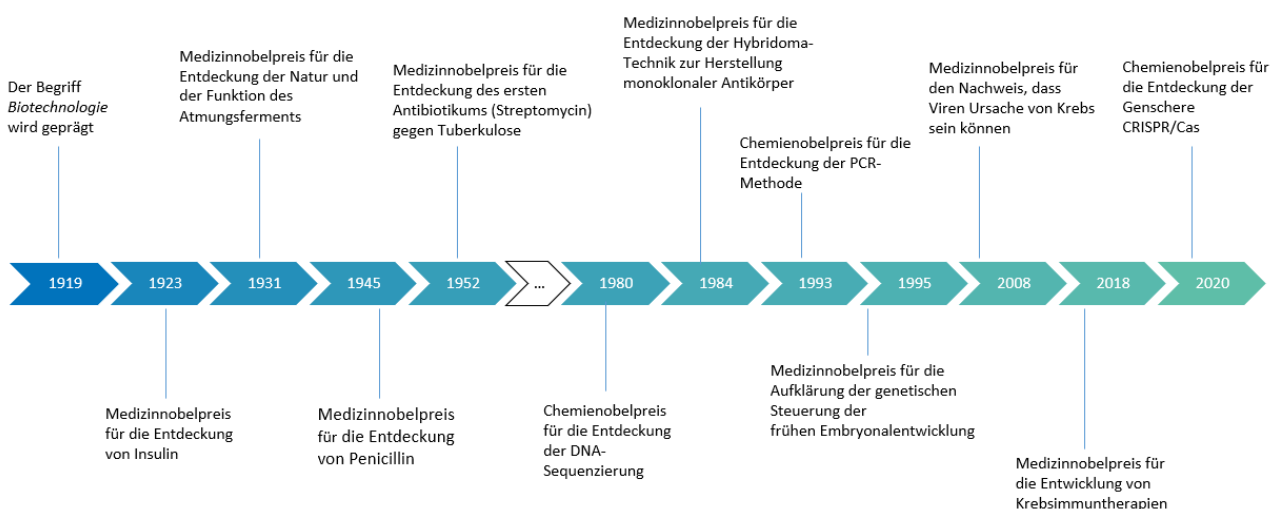 Der Begriff
Biotechnologie
wird geprägt
Medizinnobelpreis für die
Entdeckung der Natur und
der Funktion des
Atmungsferments
Medizinnobelpreis für die
Entdeckung des ersten
Antibiotikums (Streptomycin)
gegen Tuberkulose
Medizinnobelpreis für die
Entdeckung der Hybridoma-
Technik zur Herstellung
monoklonaler Antikörper
Chemienobelpreis für die
Entdeckung der PCR-
Methode
Medizinnobelpreis für
den Nachweis, dass
Viren Ursache von Krebs
sein können
Chemienobelpreis für
die Entdeckung der
Genschere
CRISPR/Cas
1919 1923 1931 1945 1952 ... 1980 1984 1993 1995 2008 2018 2020
Medizinnobelpreis
für die Entdeckung
von Insulin
Medizinnobelpreis
für die Entdeckung
von Penicillin
Chemienobelpreis
für die Entdeckung
der DNA-
Sequenzierung
Medizinnobelpreis für die
Aufklärung der genetischen
Steuerung der
frühen Embryonalentwicklung
Medizinnobelpreis für
die Entwicklung von
Krebsimmuntherapien